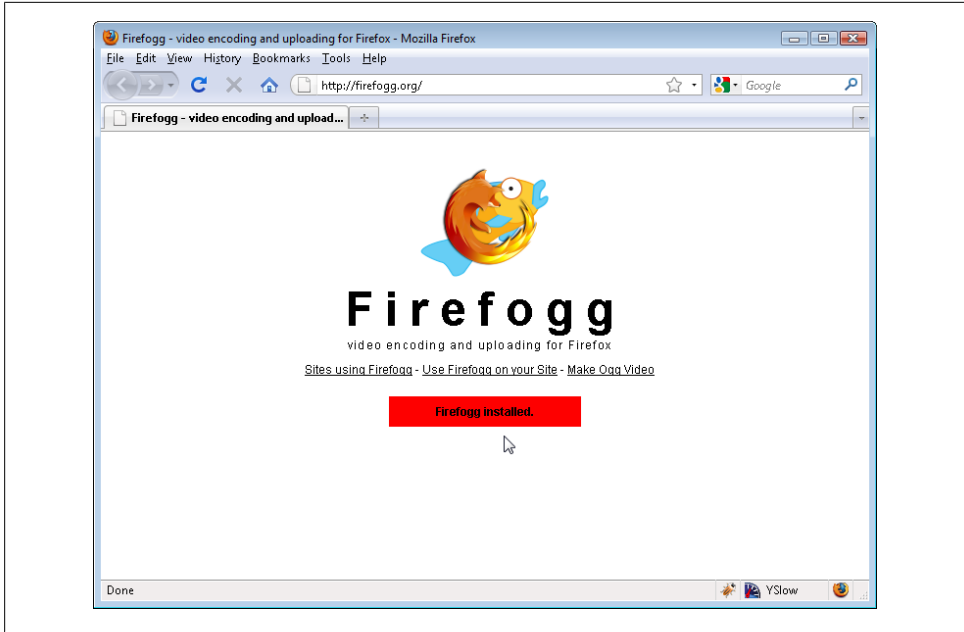 Firefogg - video encoding and uploading for Firefox - Mozilla Firefox
File Edit View History Bookmarks Tools Help
http://firefogg.org/ Google
Firefogg - video encoding and upload...
Firefogg
video encoding and uploading for Firefox
Sites using Firefogg - Use Firefogg on your Site - Make Ogg Video
Firefogg installed.
Done YSlow